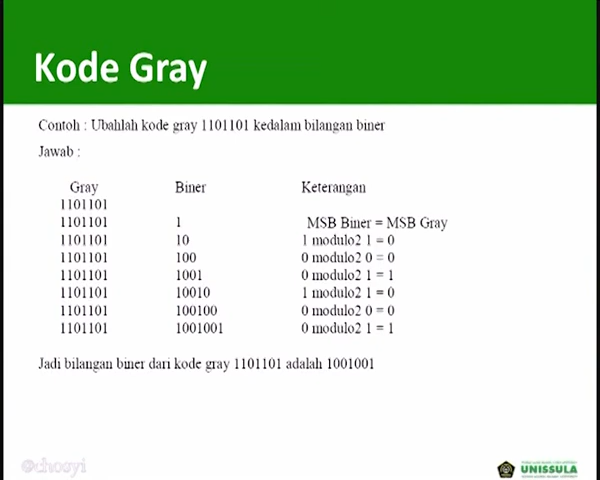 Kode Gray
Contoh : Ubahlah kode gray 1101101 kedalam bilangan biner
Jawab :
Gray Biner Keterangan
1101101
1101101 1 MSB Biner = MSB Gray
1101101 10 1 modulo2 1 = 0
1101101 100 0 modulo2 0 = 0
1101101 1001 0 modulo2 1 = 1
1101101 10010 1 modulo2 1 = 0
1101101 100100 0 modulo2 0 = 0
1101101 1001001 0 modulo2 1 = 1
Jadi bilangan biner dari kode gray 1101101 adalah 1001001
@chosyi
UNISSULA